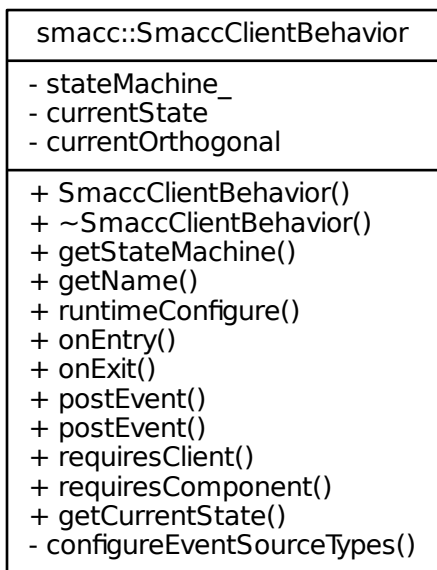 smacc::SmaccClientBehavior
- stateMachine_
- currentState
- currentOrthogonal
+ SmaccClientBehavior()
+ ~SmaccClientBehavior()
+ getStateMachine()
+ getName()
+ runtimeConfigure()
+ onEntry()
+ onExit()
+ postEvent()
+ postEvent()
+ requiresClient()
+ requiresComponent()
+ getCurrentState()
- configureEventSourceTypes()